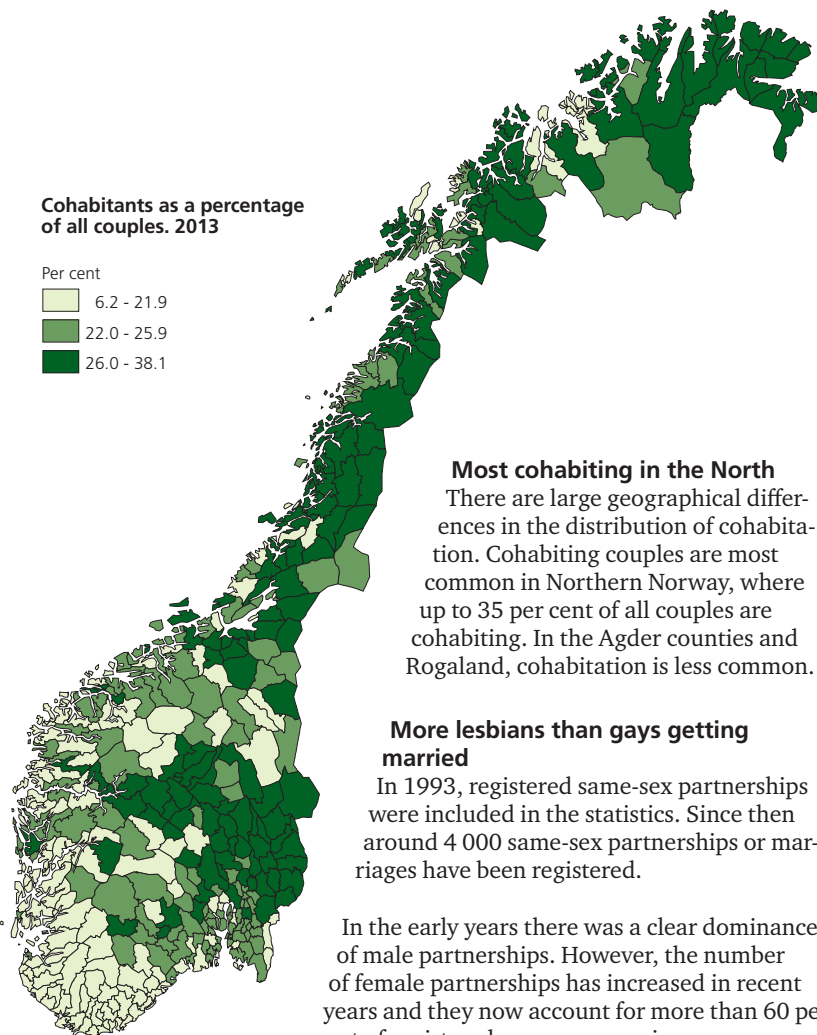 Cohabitants as a percentage
of all couples. 2013
Per cent
6.2 - 21.9
22.0 - 25.9
26.0 - 38.1
Most cohabiting in the North
There are large geographical differ-
ences in the distribution of cohabita-
tion. Cohabiting couples are most
common in Northern Norway, where
up to 35 per cent of all couples are
cohabiting. In the Agder counties and
Rogaland, cohabitation is less common.
More lesbians than gays getting
married
In 1993, registered same-sex partnerships
were included in the statistics. Since then
around 4 000 same-sex partnerships or mar-
riages have been registered.
In the early years there was a clear dominance
of male partnerships. However, the number
of female partnerships has increased in recent
years and they now account for more than 60 pe